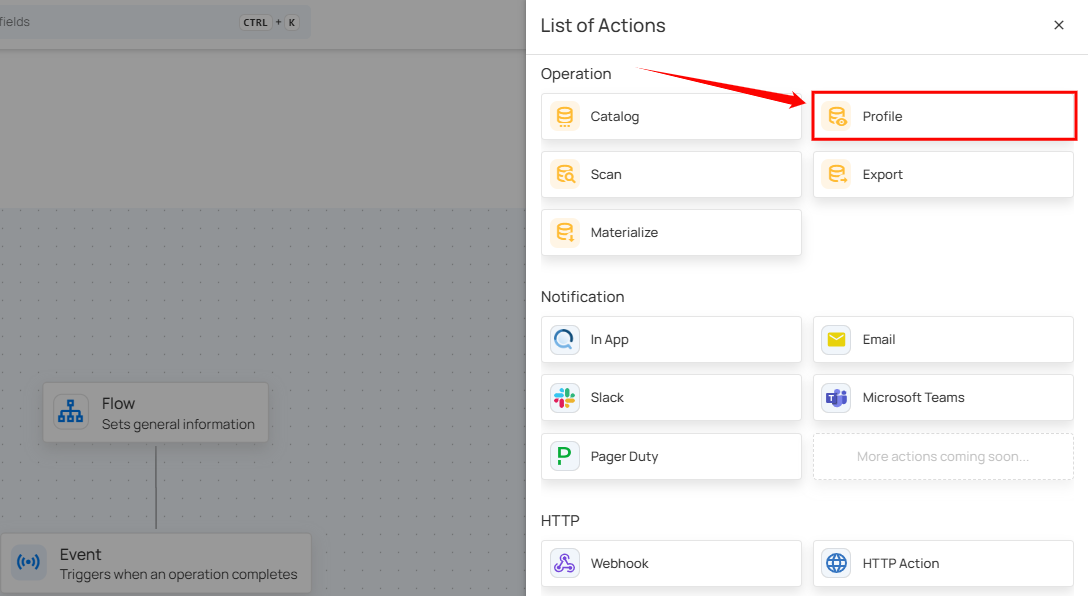 fields
CTRL + K
List of Actions
Operation
Catalog
Profile
Scan
Export
Materialize
Notification
In App
Email
Slack
Microsoft Teams
Pager Duty
More actions coming soon...
HTTP
Webhook
HTTP Action
Flow
Sets general information
Event
Triggers when an operation completes